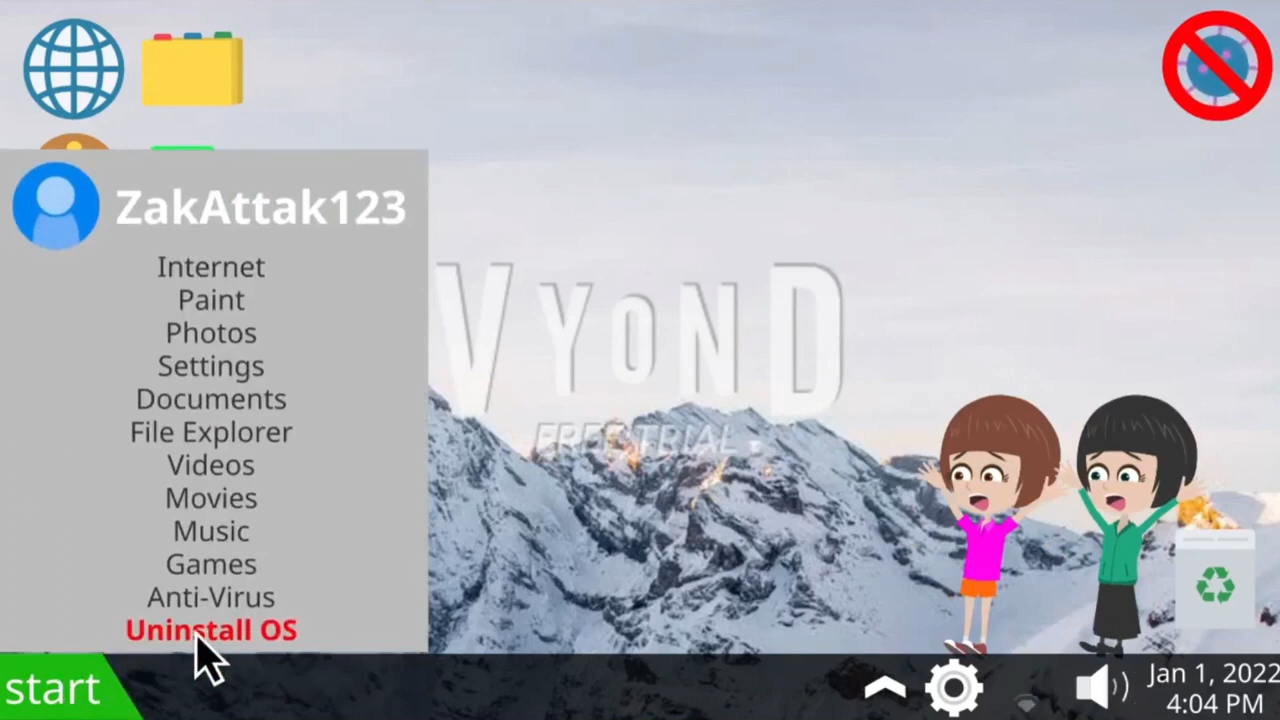 ZakAttak123
Internet
Paint
Photos
Settings
Documents
File Explorer
Videos
Movies
Music
Games
Anti-Virus
Uninstall OS
VYOND
FREE TRIAL
start
Jan 1, 2022
4:04 PM